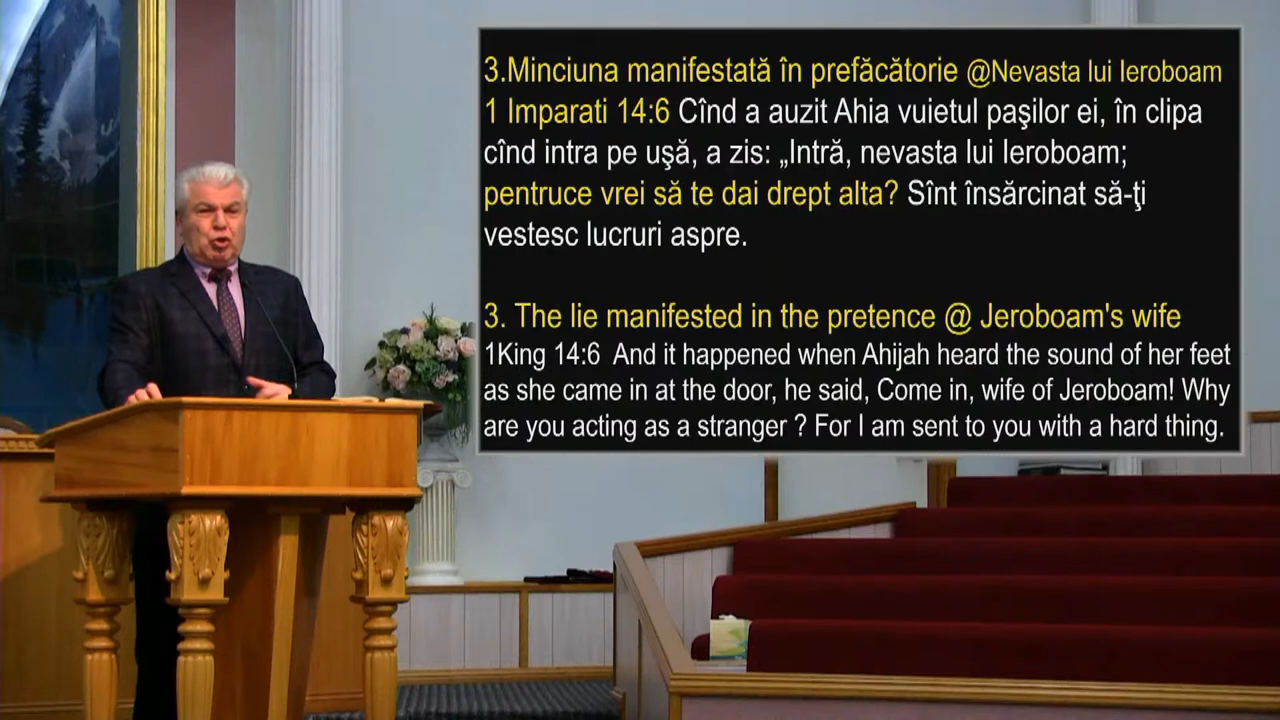 3.Minciuna manifestată în prefăcătorie @Nevasta lui Ieroboam
1 Imparati 14:6 Cînd a auzit Ahia vuietul paşilor ei, în clipa
cînd intra pe uşă, a zis: „Intră, nevasta lui Ieroboam;
pentruce vrei să te dai drept alta? Sînt însărcinat să-ţi
vestesc lucruri aspre.
3. The lie manifested in the pretence @ Jeroboam's wife
1King 14:6 And it happened when Ahijah heard the sound of her feet
as she came in at the door, he said, Come in, wife of Jeroboam! Why
are you acting as a stranger ? For I am sent to you with a hard thing.